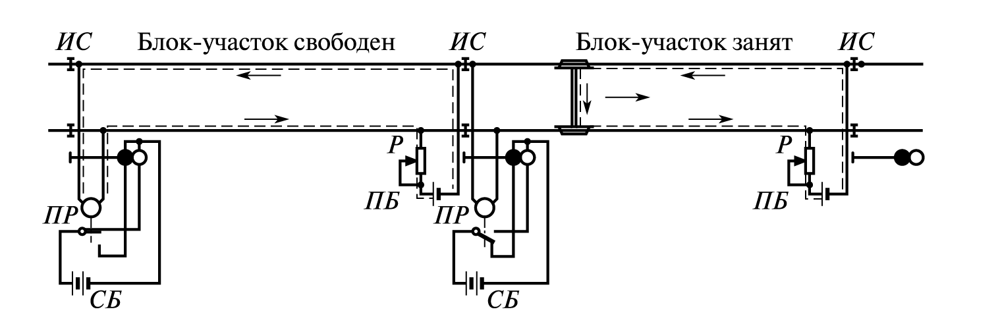 ИС Блок-участок свободен ИС Блок-участок занят ИС
Р Р
ПБ ПБ
ПР ПР
СБ СБ